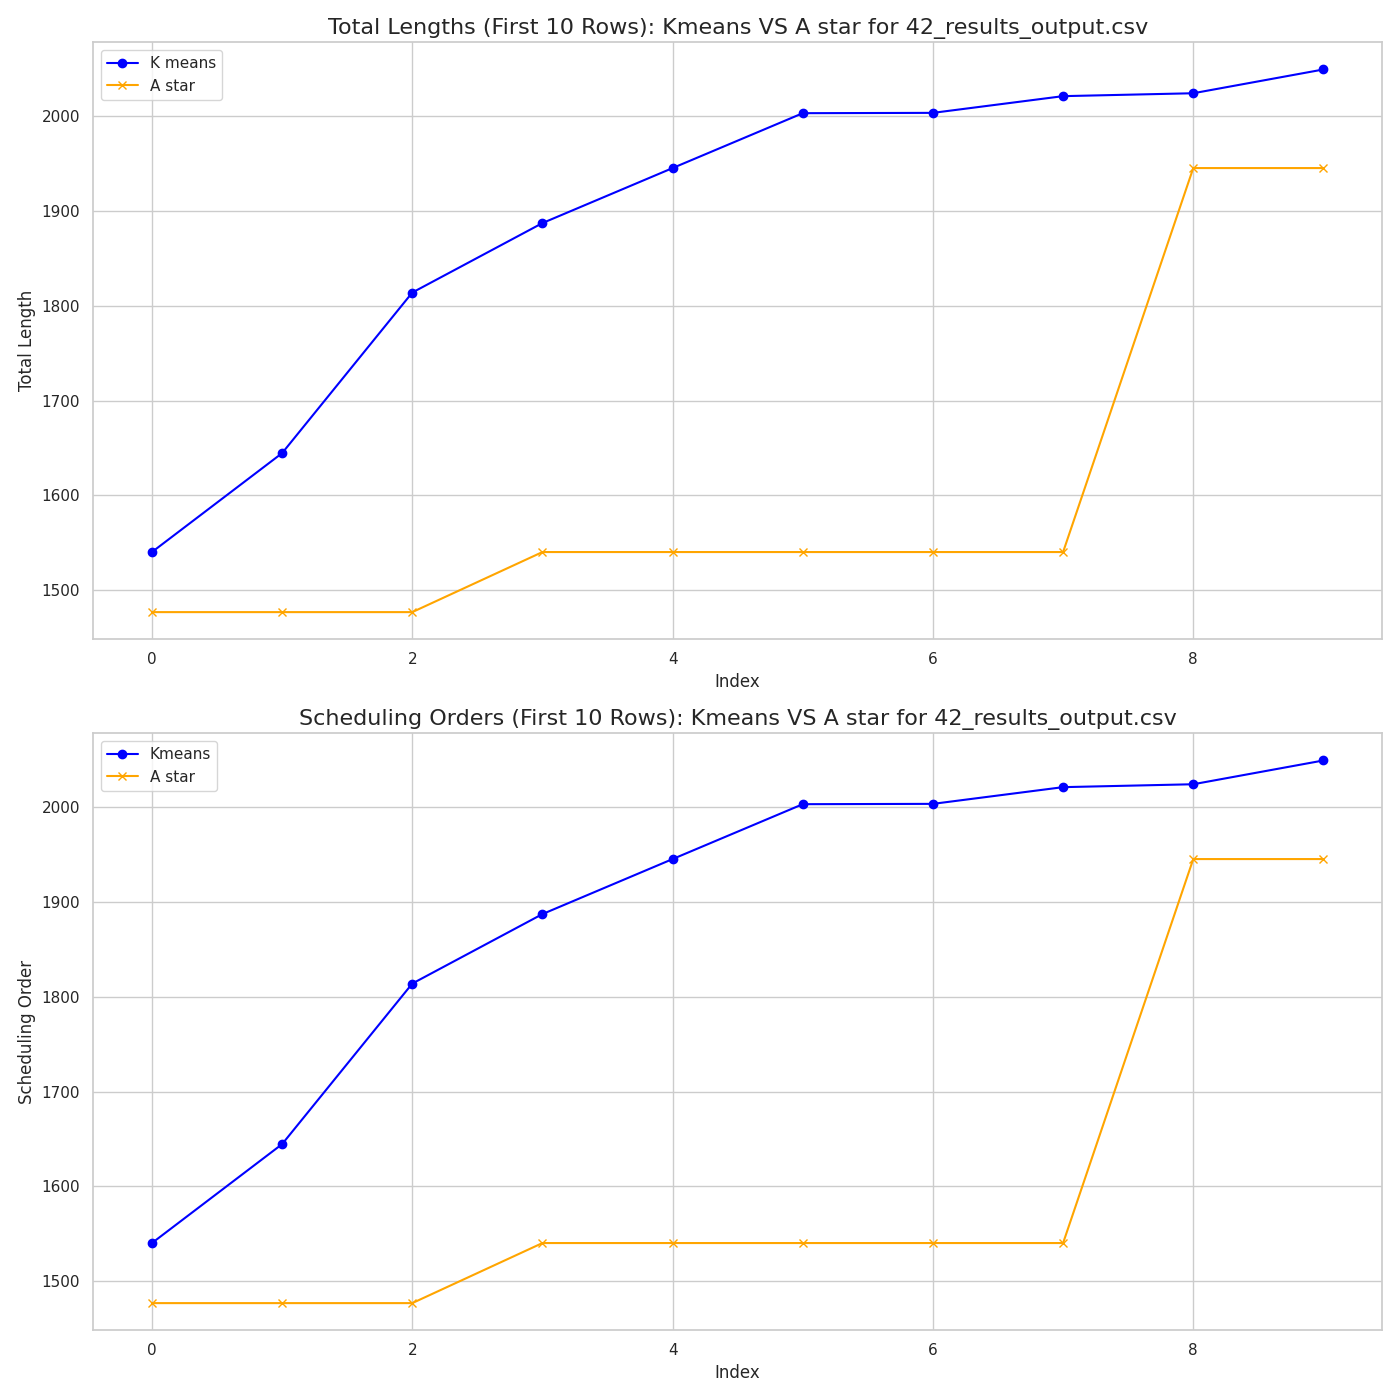 Total Lengths (First 10 Rows): Kmeans VS A star for 42_results_output.csv
K means
A star
Total Length
2000
1900
1800
1700
1600
1500
0 2 4 6 8
Index
Scheduling Orders (First 10 Rows): Kmeans VS A star for 42_results_output.csv
Kmeans
A star
Scheduling Order
2000
1900
1800
1700
1600
1500
0 2 4 6 8
Index